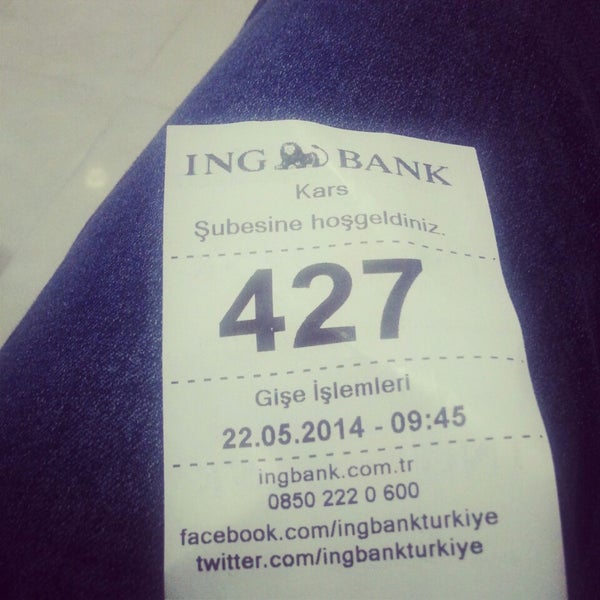 ING BANK
Kars
Şubesine hoşgeldiniz.
427
Gişe İşlemleri
22.05.2014 - 09:45
ingbank.com.tr
0850 222 0 600
facebook.com/ingbankturkiye
twitter.com/ingbankturkiye